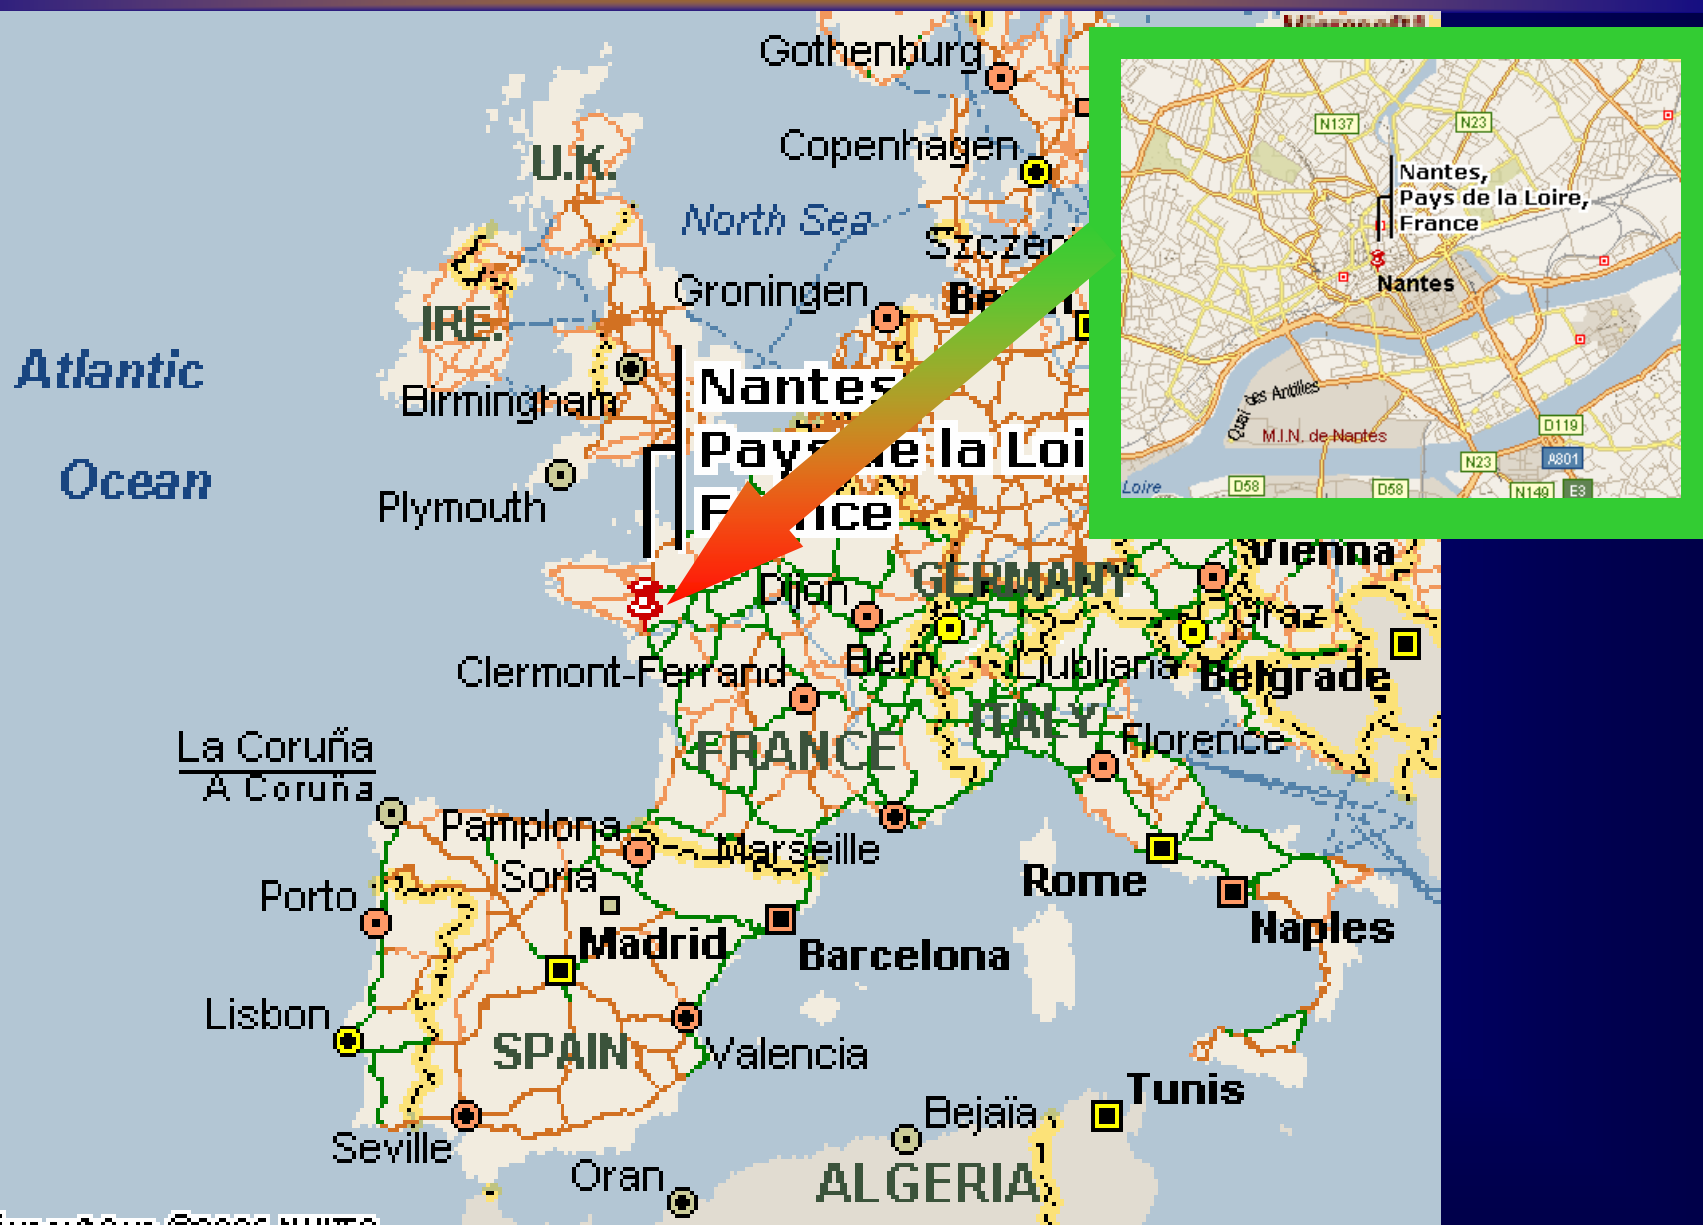 Gothenburg
Copenhagen
U.K.
North Sea
Groningen
IRE.
Atlantic
Ocean
Birmingham
Plymouth
Nantes
Pays de la Loi
France
N137
N23
Nantes,
Pays de la Loire,
France
Nantes
Quai des Antilles
M.I.N. de Nantes
D119
N23
A801
Loire
D58
D58
N149
E3
Vienna
GERMANY
Dijon
Graz
Bern
Ljubljana
Belgrade
Clermont-Ferrand
ITALY
FRANCE
Florence
La Coruña
A Coruña
Pamplona
Marseille
Soria
Rome
Porto
Naples
Madrid
Barcelona
Lisbon
SPAIN
Valencia
Tunis
Bejaïa
Seville
Oran
ALGERIA